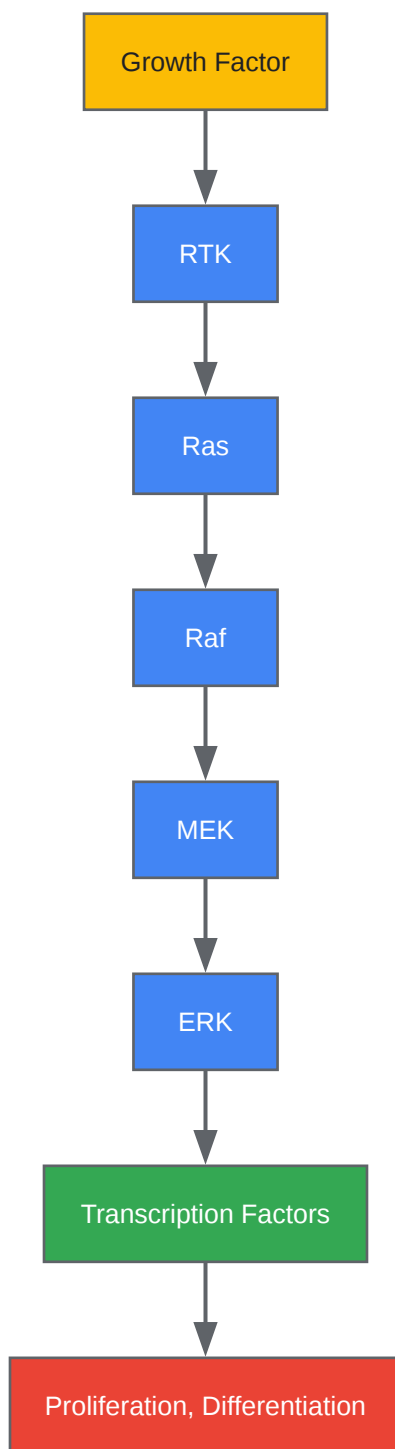 Growth Factor
RTK
Ras
Raf
MEK
ERK
Transcription Factors
Proliferation, Differentiation